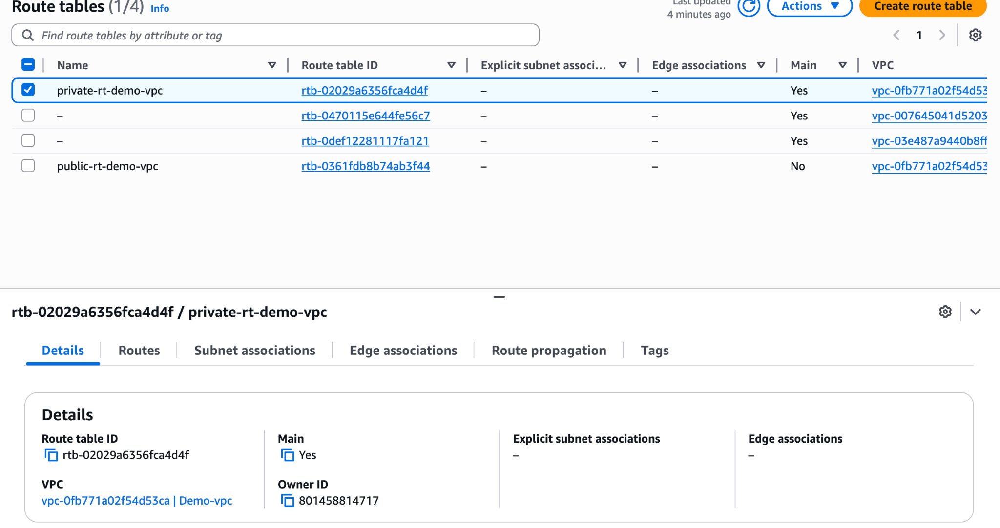 Route tables (1/4) Info
Last updated
4 minutes ago
Actions
Create route table
Find route tables by attribute or tag
1
Name Route table ID Explicit subnet associ... Edge associations Main VPC
private-rt-demo-vpc rtb-02029a6356fca4d4f – – Yes vpc-0fb771a02f54d53
– rtb-0470115e644fe56c7 – – Yes vpc-007645041d5203
– rtb-0def12281117fa121 – – Yes vpc-03e487a9440b8ff
public-rt-demo-vpc rtb-0361fdb8b74ab3f44 – – No vpc-0fb771a02f54d53
rtb-02029a6356fca4d4f / private-rt-demo-vpc
Details Routes Subnet associations Edge associations Route propagation Tags
Details
Route table ID Main Explicit subnet associations Edge associations
rtb-02029a6356fca4d4f Yes – –
VPC Owner ID
vpc-0fb771a02f54d53ca | Demo-vpc 801458814717